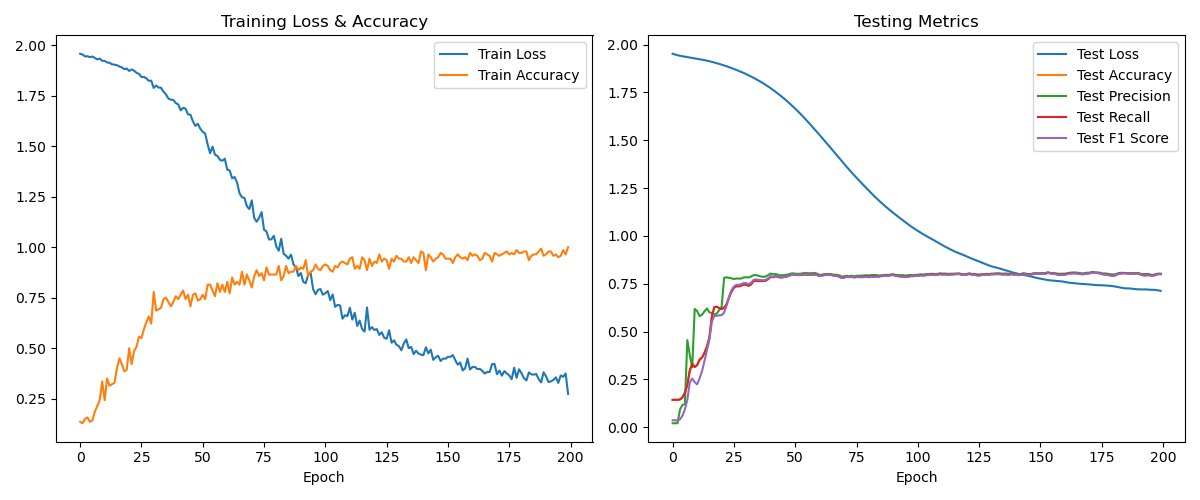 Training Loss & Accuracy
2.00
1.75
1.50
1.25
1.00
0.75
0.50
0.25
Train Loss
Train Accuracy
0 25 50 75 100 125 150 175 200
Epoch
Testing Metrics
2.00
1.75
1.50
1.25
1.00
0.75
0.50
0.25
0.00
Test Loss
Test Accuracy
Test Precision
Test Recall
Test F1 Score
0 25 50 75 100 125 150 175 200
Epoch